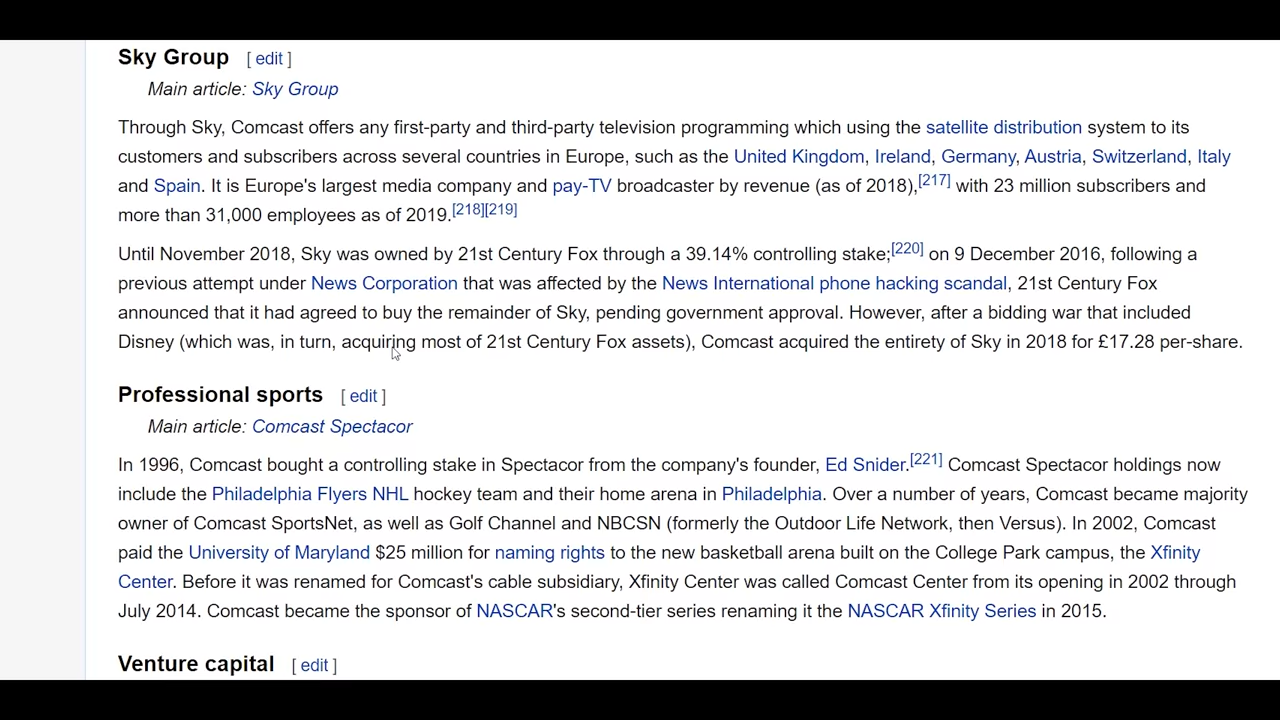 Sky Group [ edit ]
Main article: Sky Group
Through Sky, Comcast offers any first-party and third-party television programming which using the satellite distribution system to its
customers and subscribers across several countries in Europe, such as the United Kingdom, Ireland, Germany, Austria, Switzerland, Italy
and Spain. It is Europe's largest media company and pay-TV broadcaster by revenue (as of 2018),[217] with 23 million subscribers and
more than 31,000 employees as of 2019.[218][219]
Until November 2018, Sky was owned by 21st Century Fox through a 39.14% controlling stake;[220] on 9 December 2016, following a
previous attempt under News Corporation that was affected by the News International phone hacking scandal, 21st Century Fox
announced that it had agreed to buy the remainder of Sky, pending government approval. However, after a bidding war that included
Disney (which was, in turn, acquiring most of 21st Century Fox assets), Comcast acquired the entirety of Sky in 2018 for £17.28 per-share.
Professional sports [ edit ]
Main article: Comcast Spectacor
In 1996, Comcast bought a controlling stake in Spectacor from the company's founder, Ed Snider.[221] Comcast Spectacor holdings now
include the Philadelphia Flyers NHL hockey team and their home arena in Philadelphia. Over a number of years, Comcast became majority
owner of Comcast SportsNet, as well as Golf Channel and NBCSN (formerly the Outdoor Life Network, then Versus). In 2002, Comcast
paid the University of Maryland $25 million for naming rights to the new basketball arena built on the College Park campus, the Xfinity
Center. Before it was renamed for Comcast's cable subsidiary, Xfinity Center was called Comcast Center from its opening in 2002 through
July 2014. Comcast became the sponsor of NASCAR's second-tier series renaming it the NASCAR Xfinity Series in 2015.
Venture capital [ edit ]